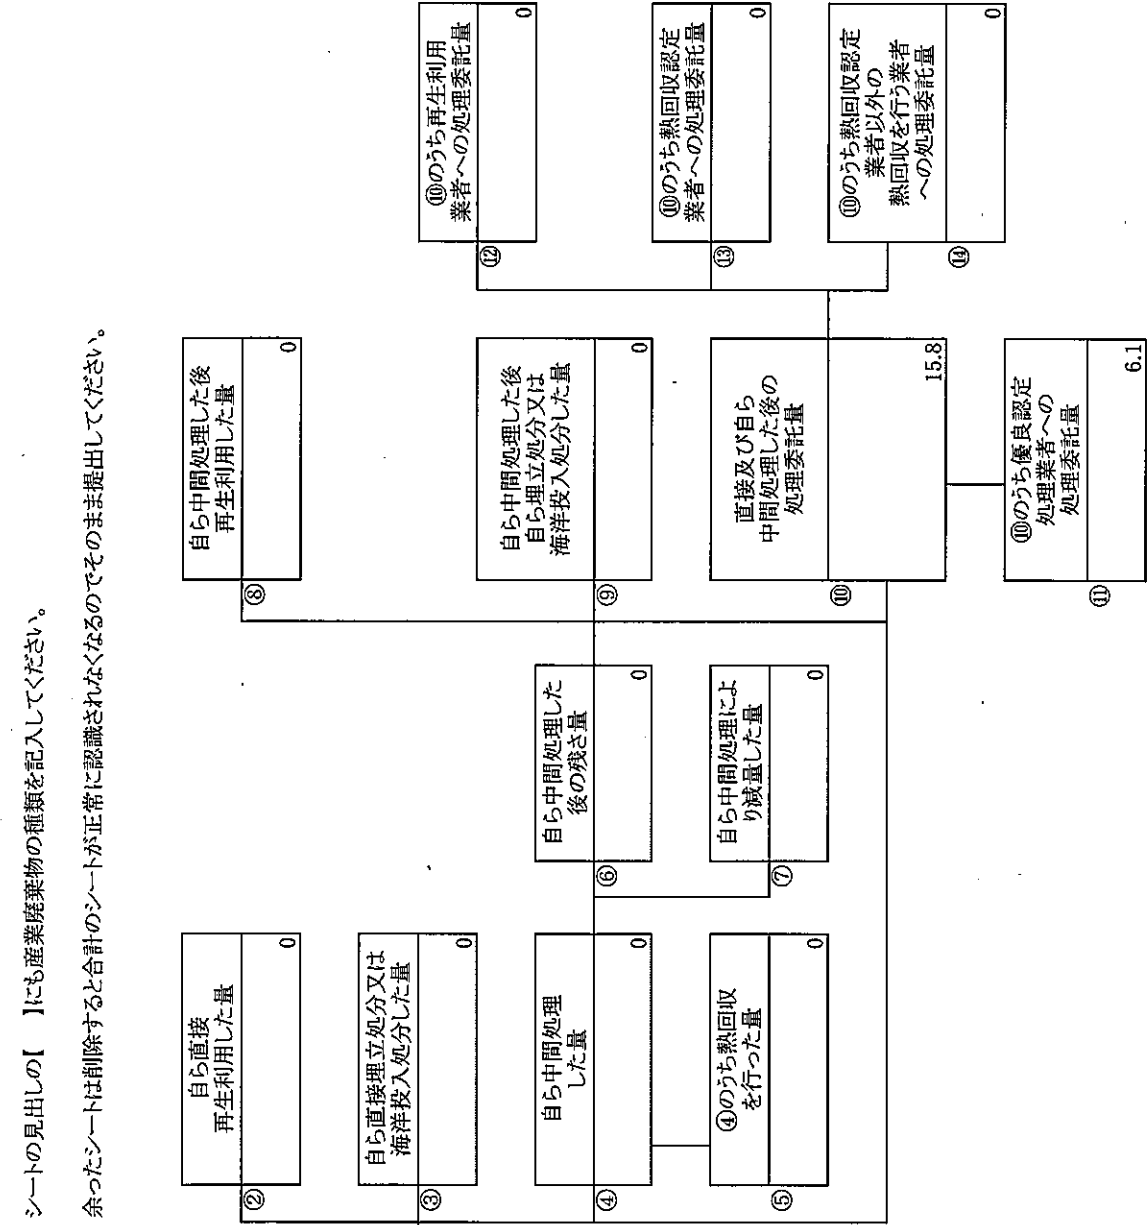 シートの見出しの【　】にも産業廃棄物の種類を記入してください。
余ったシートは削除すると合計のシートが正常に認識されなくなるのでそのまま提出してください。
②
自ら直接
再生利用した量
0
③
自ら直接埋立処分又は
海洋投入処分した量
0
④
自ら中間処理
した量
0
⑤
④のうち熱回収
を行った量
0
⑥
自ら中間処理した
後の残さ量
0
⑦
自ら中間処理によ
り減量した量
0
⑧
自ら中間処理した後
再生利用した量
0
⑨
自ら中間処理した後
自ら埋立処分又は
海洋投入処分した量
0
⑩
直接及び自ら
中間処理した後の
処理委託量
15.8
⑪
⑩のうち優良認定
処理業者への
処理委託量
6.1
⑫
⑩のうち再生利用
業者への処理委託量
0
⑬
⑩のうち熱回収認定
業者への処理委託量
0
⑭
⑩のうち熱回収認定
業者以外の
熱回収を行う業者
への処理委託量
0